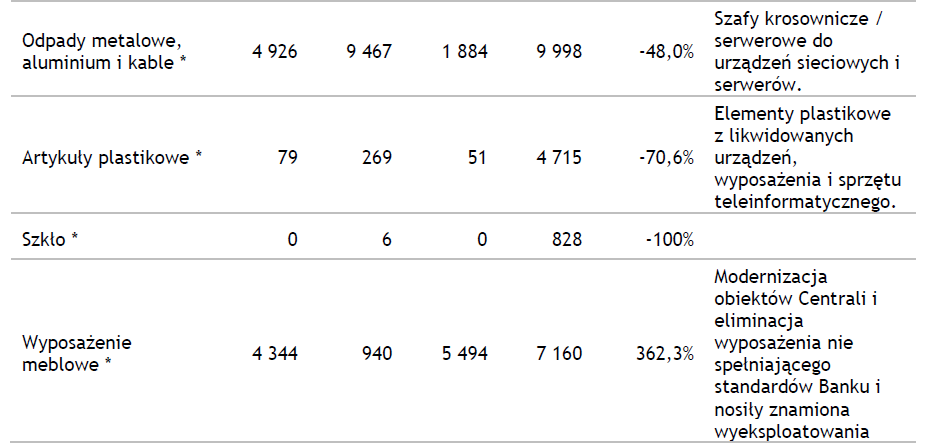 Odpady metalowe,
aluminium i kable * 4 926 9 467 1 884 9 998 -48,0% Szafy krosownicze /
serwerowe do
urządzeń sieciowych i
serwerów.
Artykuły plastikowe * 79 269 51 4 715 -70,6% Elementy plastikowe
z likwidowanych
urządzeń,
wyposażenia i sprzętu
teleinformatycznego.
Szkło * 0 6 0 828 -100%
Wyposażenie
meblowe * 4 344 940 5 494 7 160 362,3% Modernizacja
obiektów Centrali i
eliminacja
wyposażenia nie
spełniającego
standardów Banku i
nosiły znamiona
wyeksploatowania